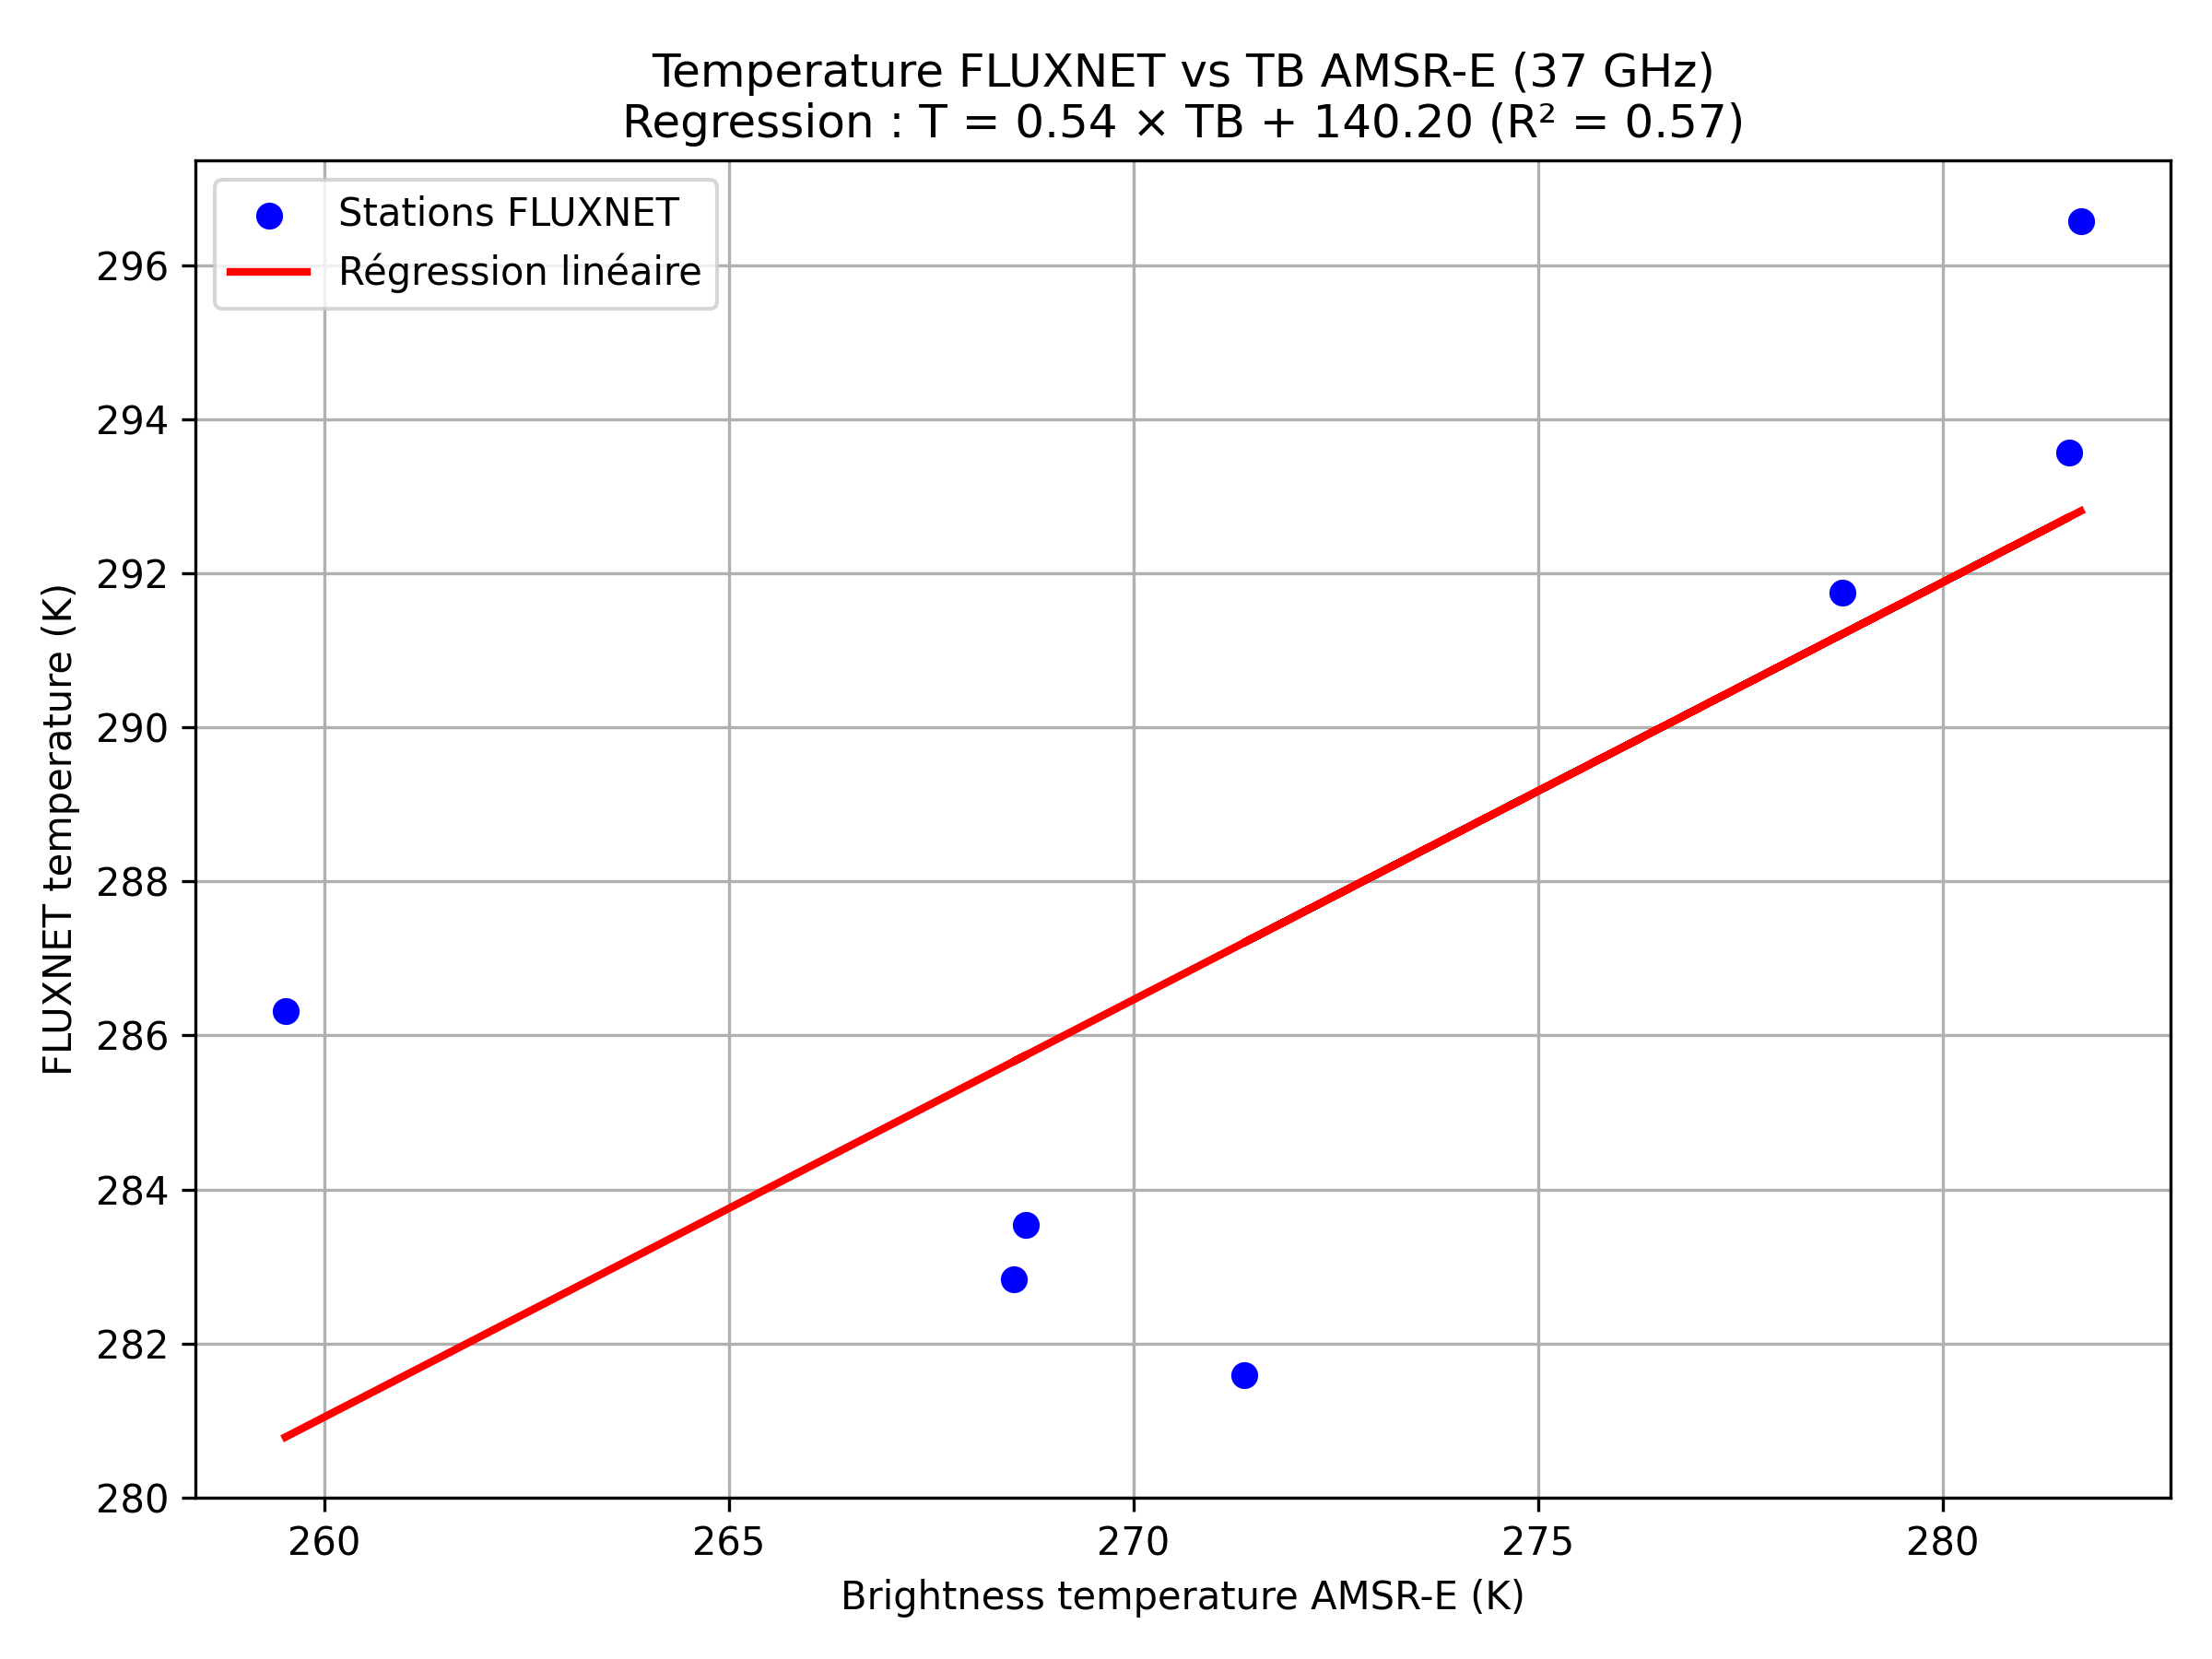 Temperature FLUXNET vs TB AMSR-E (37 GHz)
Regression : T = 0.54 × TB + 140.20 (R² = 0.57)
Stations FLUXNET
Régression linéaire
296
294
292
290
288
286
284
282
280
FLUXNET temperature (K)
260
265
270
275
280
Brightness temperature AMSR-E (K)